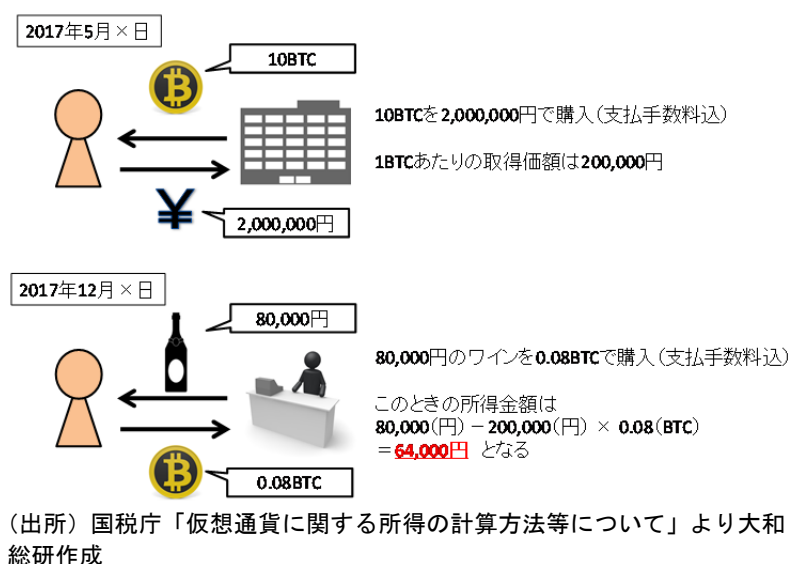 2017年5月×日
10BTC
10BTCを2,000,000円で購入(支払手数料込)
1BTCあたりの取得価額は200,000円
¥
2,000,000円
2017年12月×日
80,000円
80,000円のワインを0.08BTCで購入(支払手数料込)
このときの所得金額は
80,000(円)-200,000(円) × 0.08(BTC)
=64,000円 となる
0.08BTC
(出所)国税庁「仮想通貨に関する所得の計算方法等について」より大和
総研作成